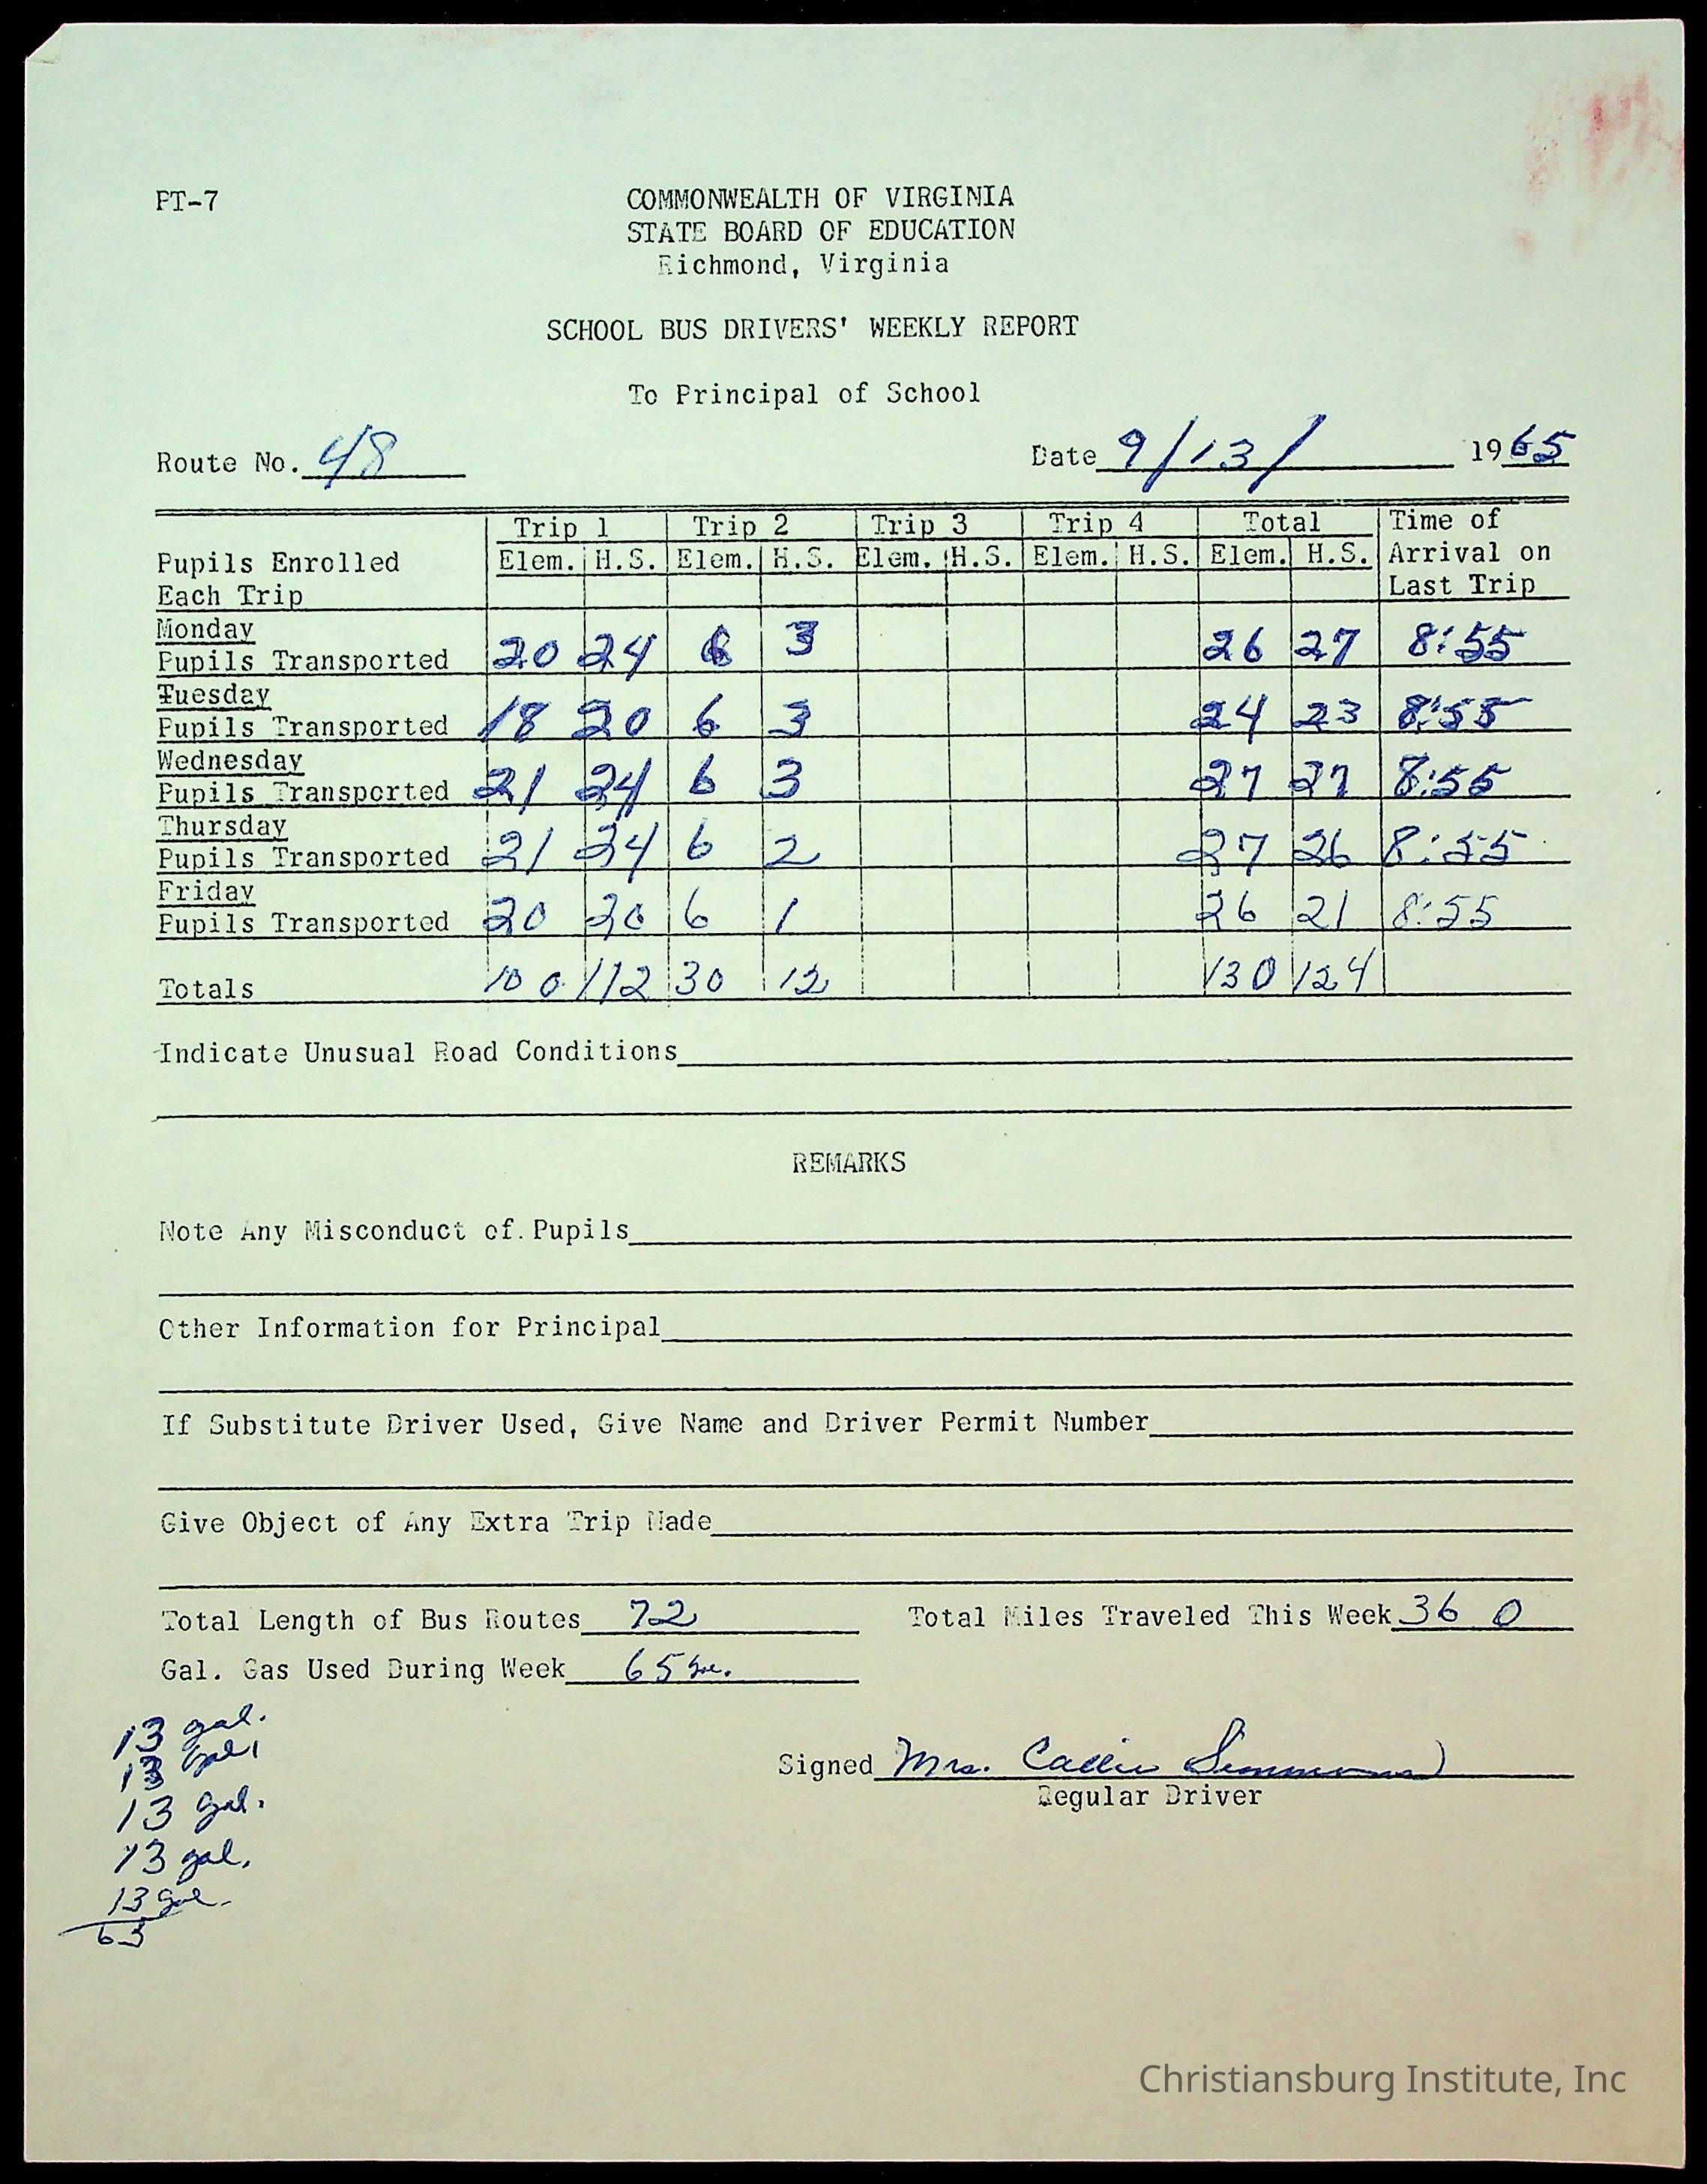 PT-7
COMMONWEALTH OF VIRGINIA
STATE BOARD OF EDUCATION
Richmond, Virginia
SCHOOL BUS DRIVERS' WEEKLY REPORT
To Principal of School
Route No. 48 Date 9/13/ 1965
Trip 1 Trip 2 Trip 3 Trip 4 Total Time of
Pupils Enrolled Elem. H.S. Elem. H.S. Elem. H.S. Elem. H.S. Elem. H.S. Arrival on
Each Trip Last Trip
Monday
Pupils Transported 20 24 6 3 26 27 8:55
Tuesday
Pupils Transported 18 20 6 3 24 23 8:55
Wednesday
Pupils Transported 21 24 6 3 27 27 8:55
Thursday
Pupils Transported 21 24 6 2 27 26 8:55
Friday
Pupils Transported 20 20 6 1 26 21 8:55
Totals 100 112 30 12 130 124
Indicate Unusual Road Conditions
REMARKS
Note Any Misconduct of Pupils
Other Information for Principal
If Substitute Driver Used, Give Name and Driver Permit Number
Give Object of Any Extra Trip Made
Total Length of Bus Routes 72 Total Miles Traveled This Week 360
Gal. Gas Used During Week 65
13 gal.
13 gal.
13 gal.
13 gal.
13 gal.
65
Signed Mrs. Callie Simmons
Regular Driver
Christiansburg Institute, Inc